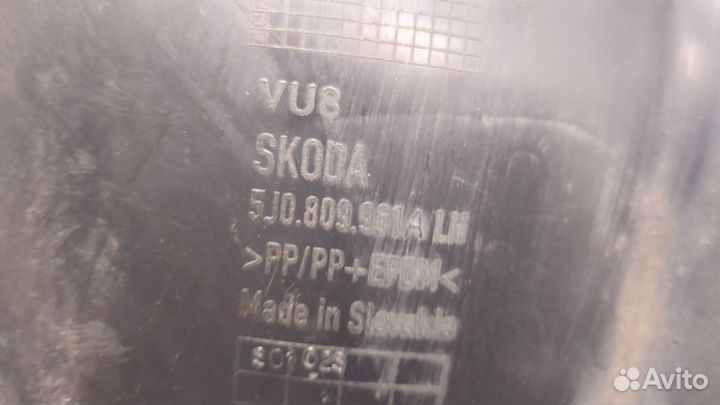 VU8
SKODA
5J0.809.961A LH
>PP/PP+EPDM<
Made in Slovakia
Avito